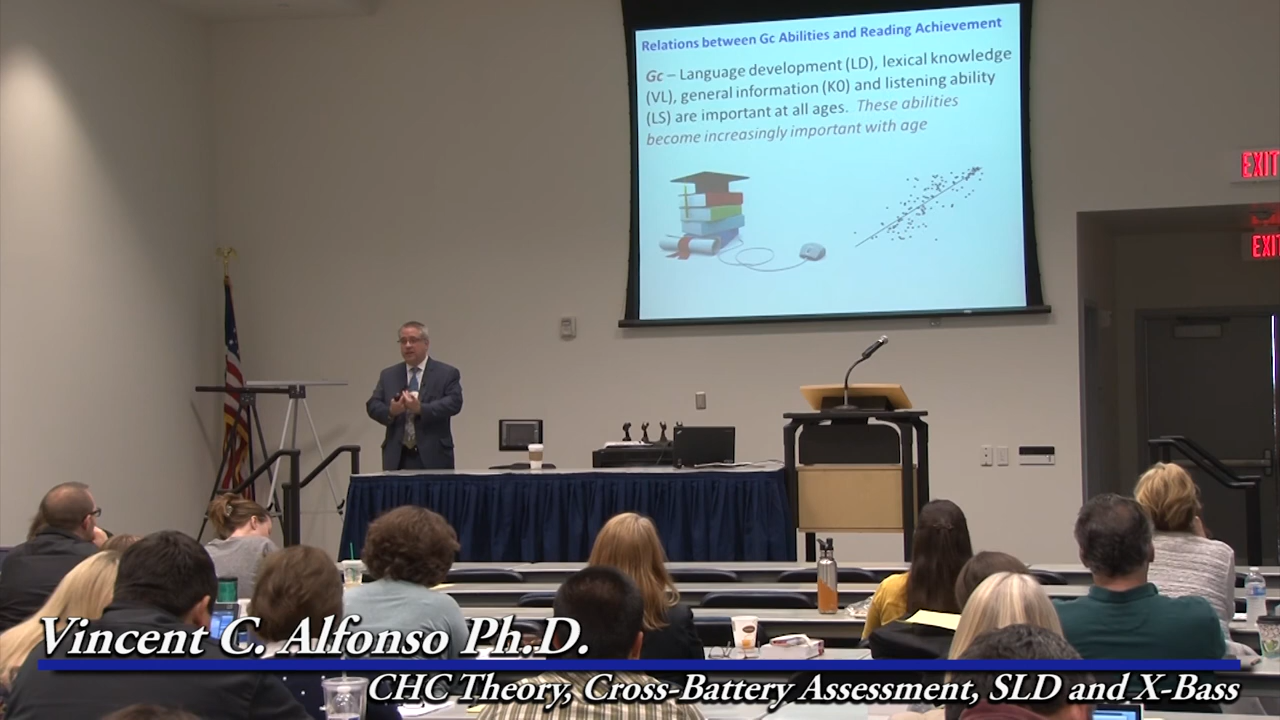 Relations between Gc Abilities and Reading Achievement
Gc – Language development (LD), lexical knowledge
(VL), general information (K0) and listening ability
(LS) are important at all ages. These abilities
become increasingly important with age
EXIT
EXIT
Vincent C. Alfonso Ph.D.
CHC Theory, Cross-Battery Assessment, SLD and X-Bass